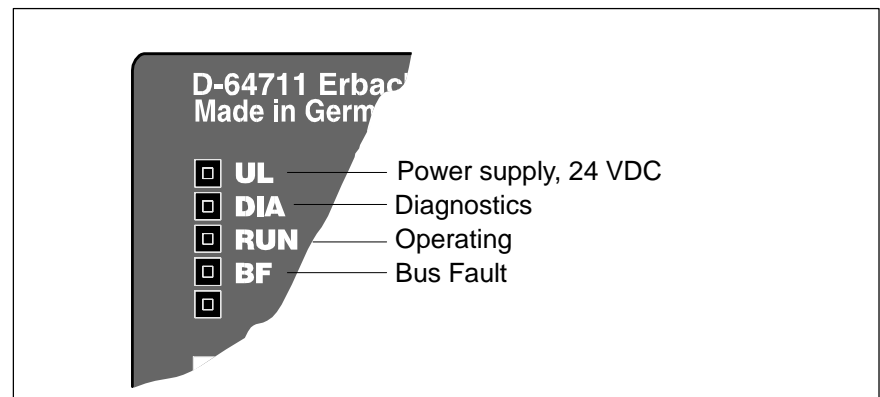 D-64711 Erbac
Made in Germ
UL Power supply, 24 VDC
DIA Diagnostics
RUN Operating
BF Bus Fault